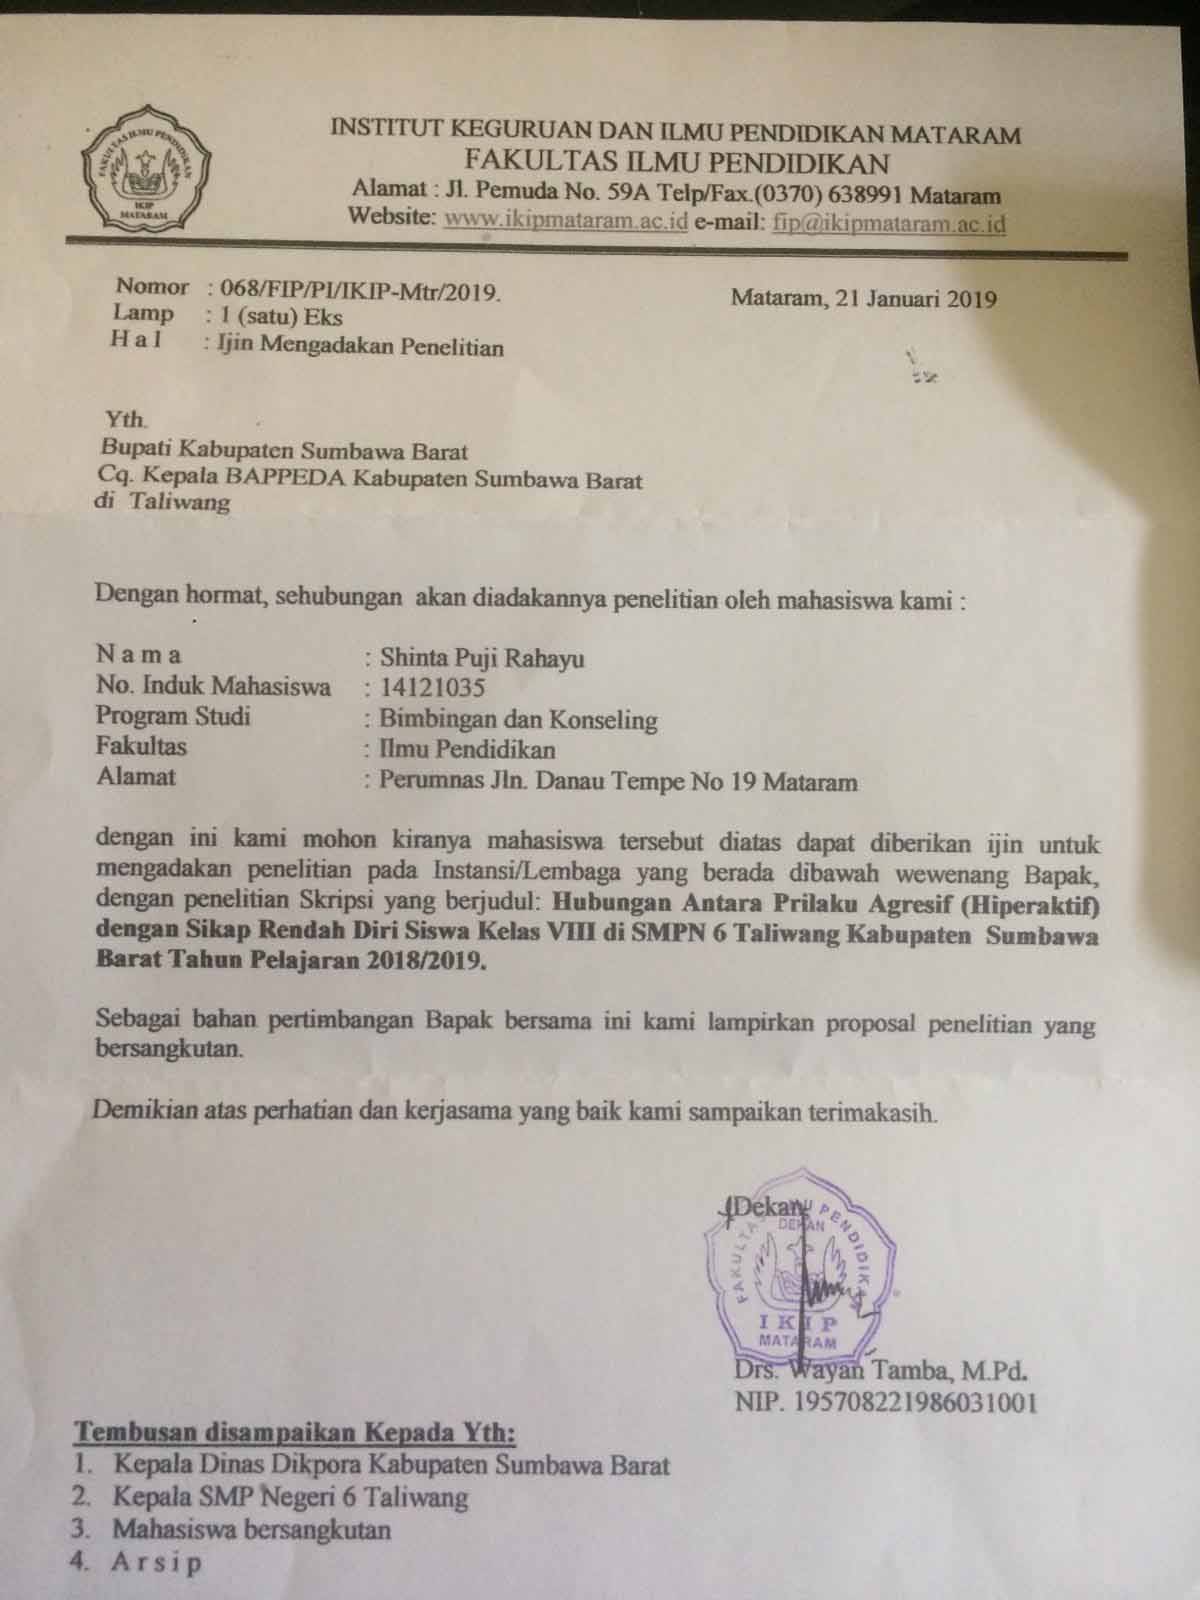 FAKULTAS ILMU PENDIDIKAN
IKIP
MATARAM
INSTITUT KEGURUAN DAN ILMU PENDIDIKAN MATARAM
FAKULTAS ILMU PENDIDIKAN
Alamat : Jl. Pemuda No. 59A Telp/Fax.(0370) 638991 Mataram
Website: www.ikipmataram.ac.id e-mail: fip@ikipmataram.ac.id
Nomor : 068/FIP/PI/IKIP-Mtr/2019.
Mataram, 21 Januari 2019
Lamp : 1 (satu) Eks
H a l : Ijin Mengadakan Penelitian
Yth.
Bupati Kabupaten Sumbawa Barat
Cq. Kepala BAPPEDA Kabupaten Sumbawa Barat
di Taliwang
Dengan hormat, sehubungan akan diadakannya penelitian oleh mahasiswa kami :
N a m a : Shinta Puji Rahayu
No. Induk Mahasiswa : 14121035
Program Studi : Bimbingan dan Konseling
Fakultas : Ilmu Pendidikan
Alamat : Perumnas Jln. Danau Tempe No 19 Mataram
dengan ini kami mohon kiranya mahasiswa tersebut diatas dapat diberikan ijin untuk
mengadakan penelitian pada Instansi/Lembaga yang berada dibawah wewenang Bapak,
dengan penelitian Skripsi yang berjudul: Hubungan Antara Prilaku Agresif (Hiperaktif)
dengan Sikap Rendah Diri Siswa Kelas VIII di SMPN 6 Taliwang Kabupaten Sumbawa
Barat Tahun Pelajaran 2018/2019.
Sebagai bahan pertimbangan Bapak bersama ini kami lampirkan proposal penelitian yang
bersangkutan.
Demikian atas perhatian dan kerjasama yang baik kami sampaikan terimakasih.
Dekan,
FAKULTAS ILMU PENDIDIKAN
DEKAN
IKIP
MATARAM
Drs. Wayan Tamba, M.Pd.
NIP. 195708221986031001
Tembusan disampaikan Kepada Yth:
1. Kepala Dinas Dikpora Kabupaten Sumbawa Barat
2. Kepala SMP Negeri 6 Taliwang
3. Mahasiswa bersangkutan
4. A r s i p